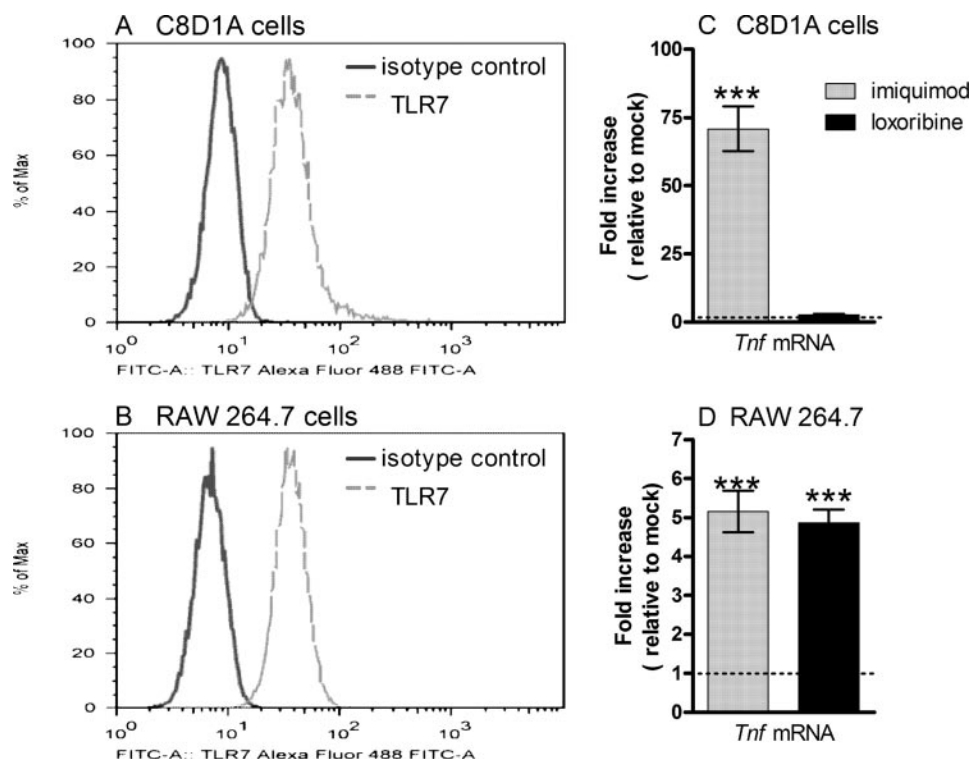 A C8D1A cells
% of Max
100
80
60
40
20
0
isotype control
TLR7
10^0 10^1 10^2 10^3
FITC-A:: TLR7 Alexa Fluor 488 FITC-A
C C8D1A cells
Fold increase
( relative to mock)
100
75
50
25
0
***
imiquimod
loxoribine
Tnf mRNA
B RAW 264.7 cells
% of Max
100
80
60
40
20
0
isotype control
TLR7
10^0 10^1 10^2 10^3
FITC-A:: TLR7 Alexa Fluor 488 FITC-A
D RAW 264.7
Fold increase
( relative to mock)
7
6
5
4
3
2
1
0
*** ***
Tnf mRNA